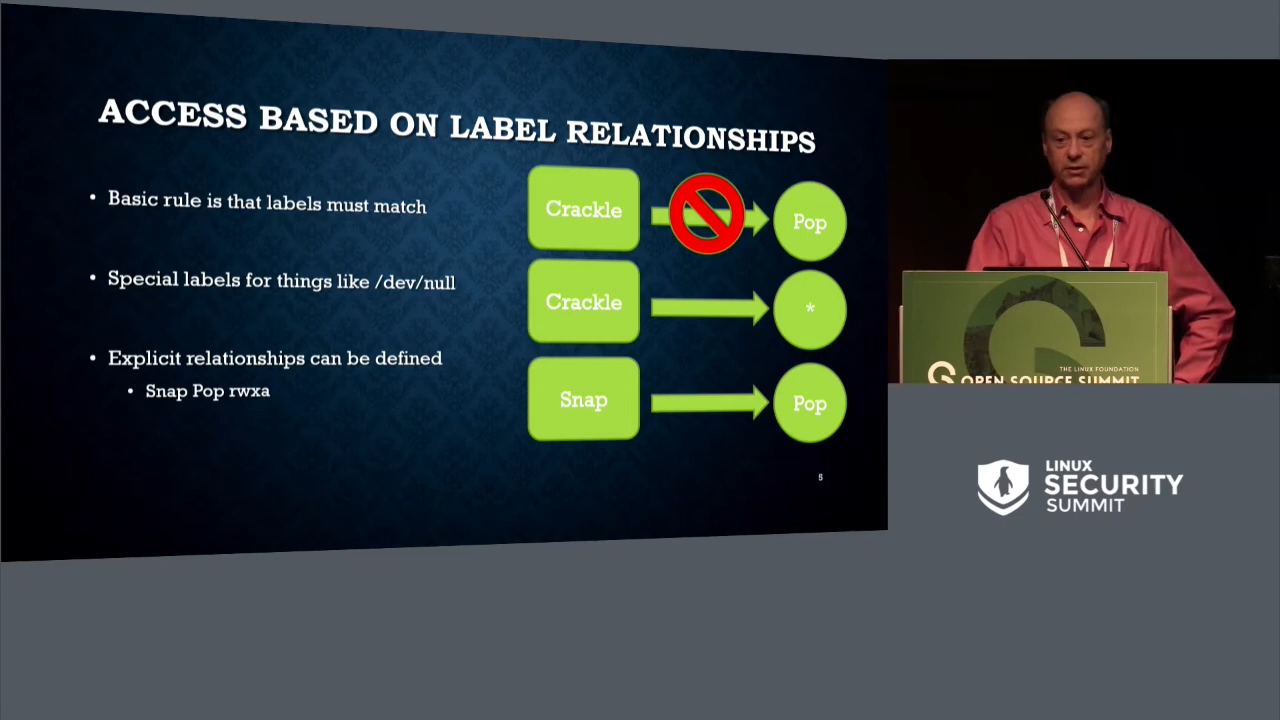 ACCESS BASED ON LABEL RELATIONSHIPS
• Basic rule is that labels must match
• Special labels for things like /dev/null
• Explicit relationships can be defined
• Snap Pop rwxa
Crackle
Pop
Crackle
*
Snap
Pop
5
THE LINUX FOUNDATION
OPEN SOURCE SUMMIT
LINUX
SECURITY
SUMMIT